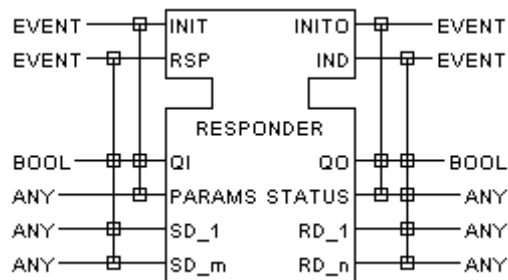 EVENT INIT INITO EVENT
EVENT RSP IND EVENT
RESPONDER
BOOL QI QO BOOL
ANY PARAMS STATUS ANY
ANY SD_1 RD_1 ANY
ANY SD_m RD_n ANY